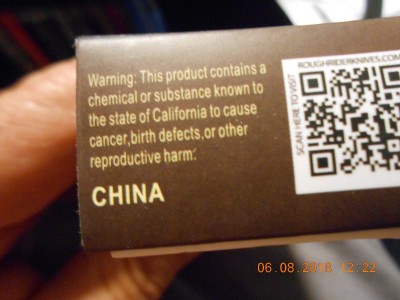 Warning: This product contains a
chemical or substance known to
the state of California to cause
cancer,birth defects,or other
reproductive harm.
CHINA
ROUGHRIDERKNIVES.COM
SCAN HERE TO VISIT
06.08.2018 12:22